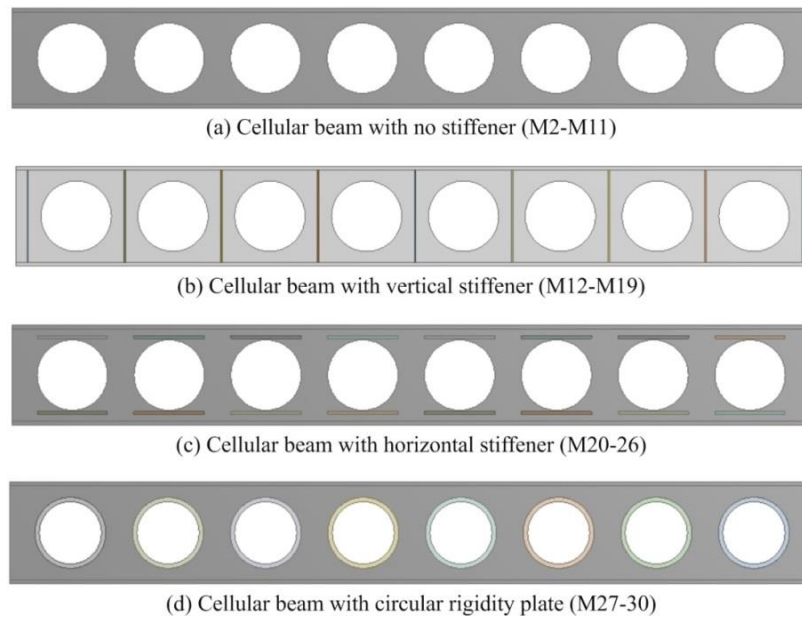 (a) Cellular beam with no stiffener (M2-M11)
(b) Cellular beam with vertical stiffener (M12-M19)
(c) Cellular beam with horizontal stiffener (M20-26)
(d) Cellular beam with circular rigidity plate (M27-30)